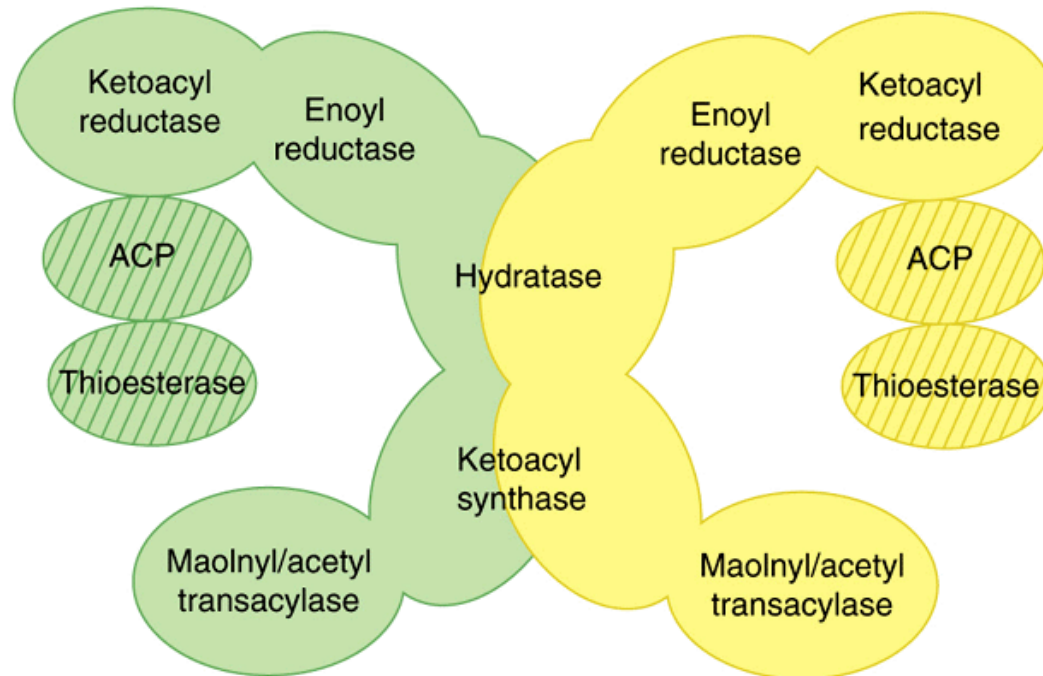 Ketoacyl
reductase
Enoyl
reductase
Enoyl
reductase
Ketoacyl
reductase
ACP
Hydratase
ACP
Thioesterase
Thioesterase
Ketoacyl
synthase
Maolnyl/acetyl
transacylase
Maolnyl/acetyl
transacylase